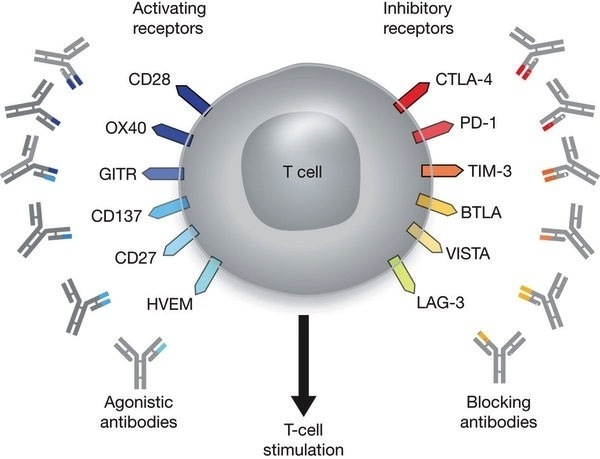 Activating
receptors
Inhibitory
receptors
CD28
OX40
GITR
CD137
CD27
HVEM
T cell
CTLA-4
PD-1
TIM-3
BTLA
VISTA
LAG-3
Agonistic
antibodies
T-cell
stimulation
Blocking
antibodies